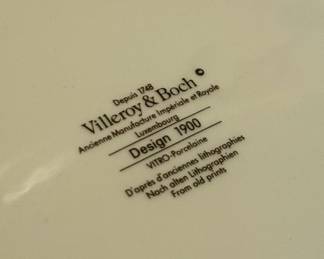 Depuis 1748
Villeroy & Boch ©
Ancienne Manufacture Impériale et Royale
Luxembourg
Design 1900
VITRO-Porcelaine
D'après d'anciennes lithographies
Nach alten Lithographien
From old prints